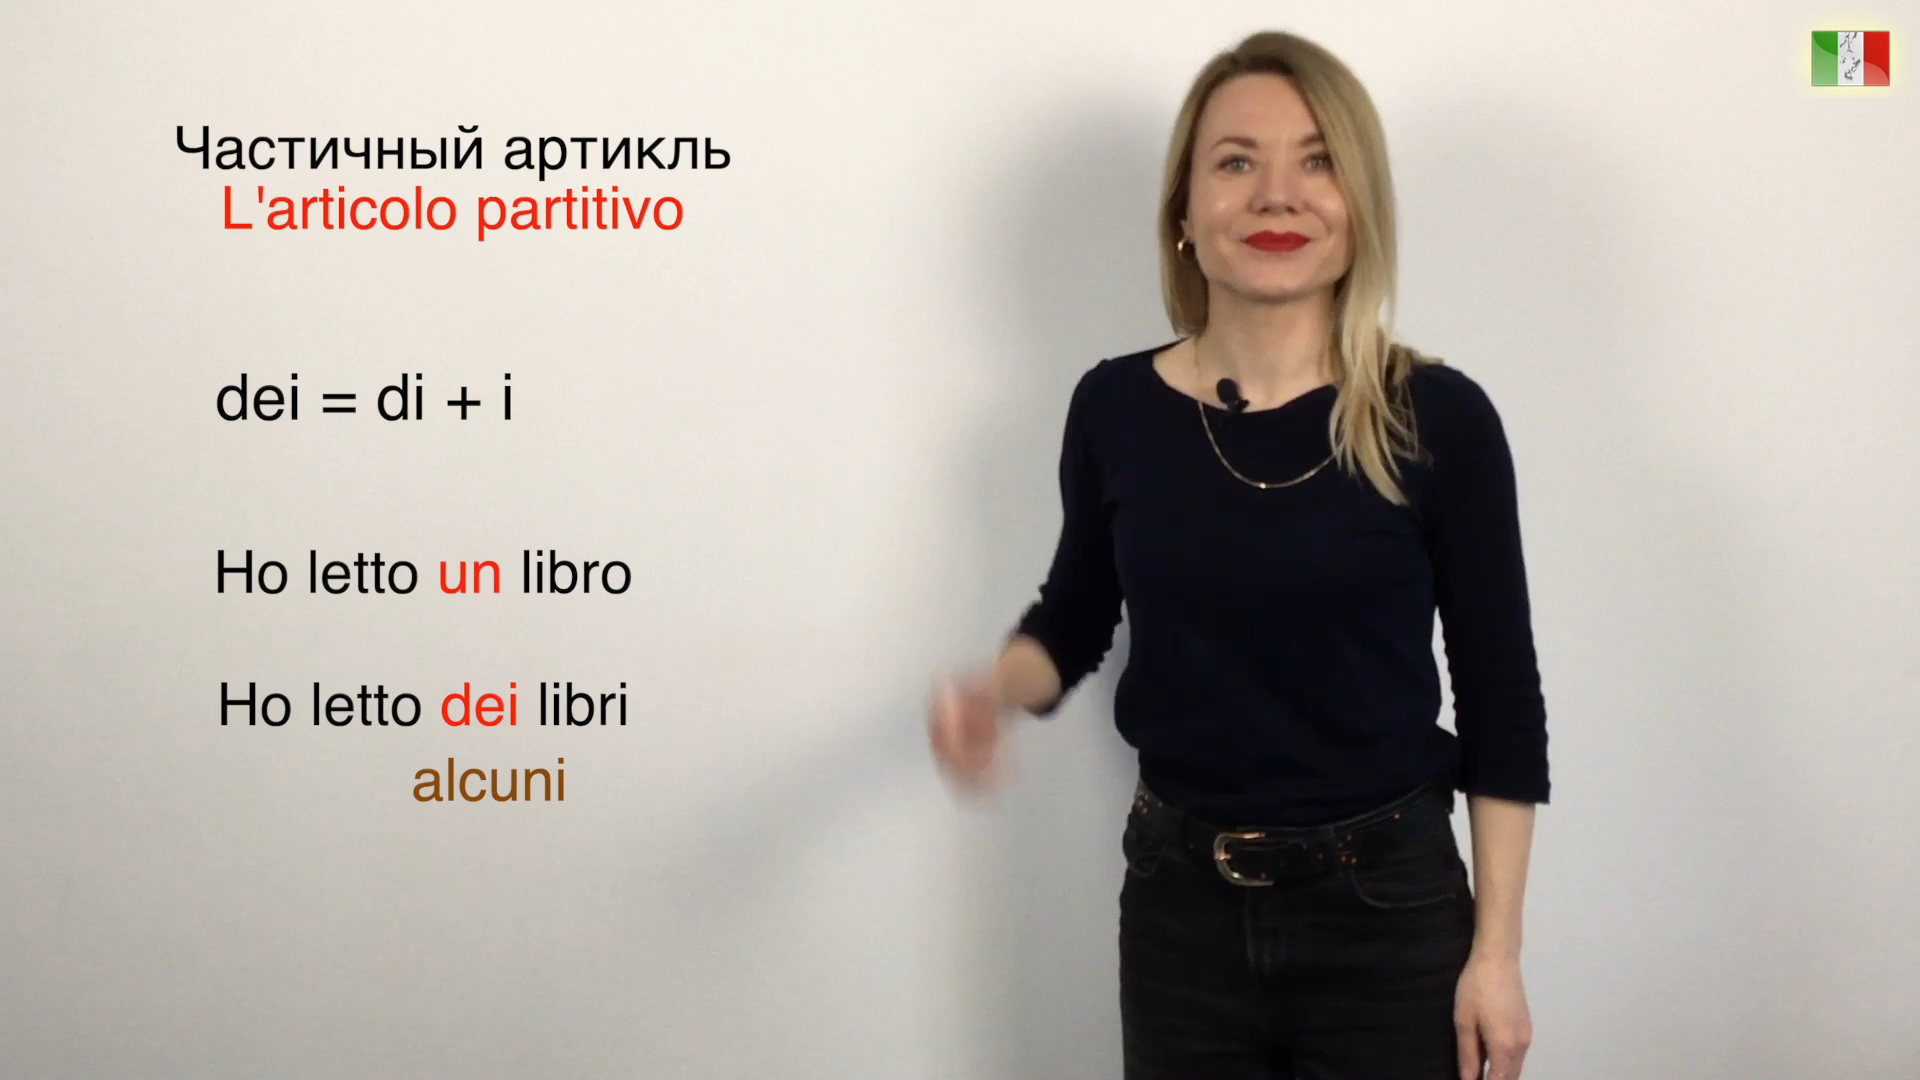 Частичный артикль
L'articolo partitivo
dei = di + i
Ho letto un libro
Ho letto dei libri
alcuni